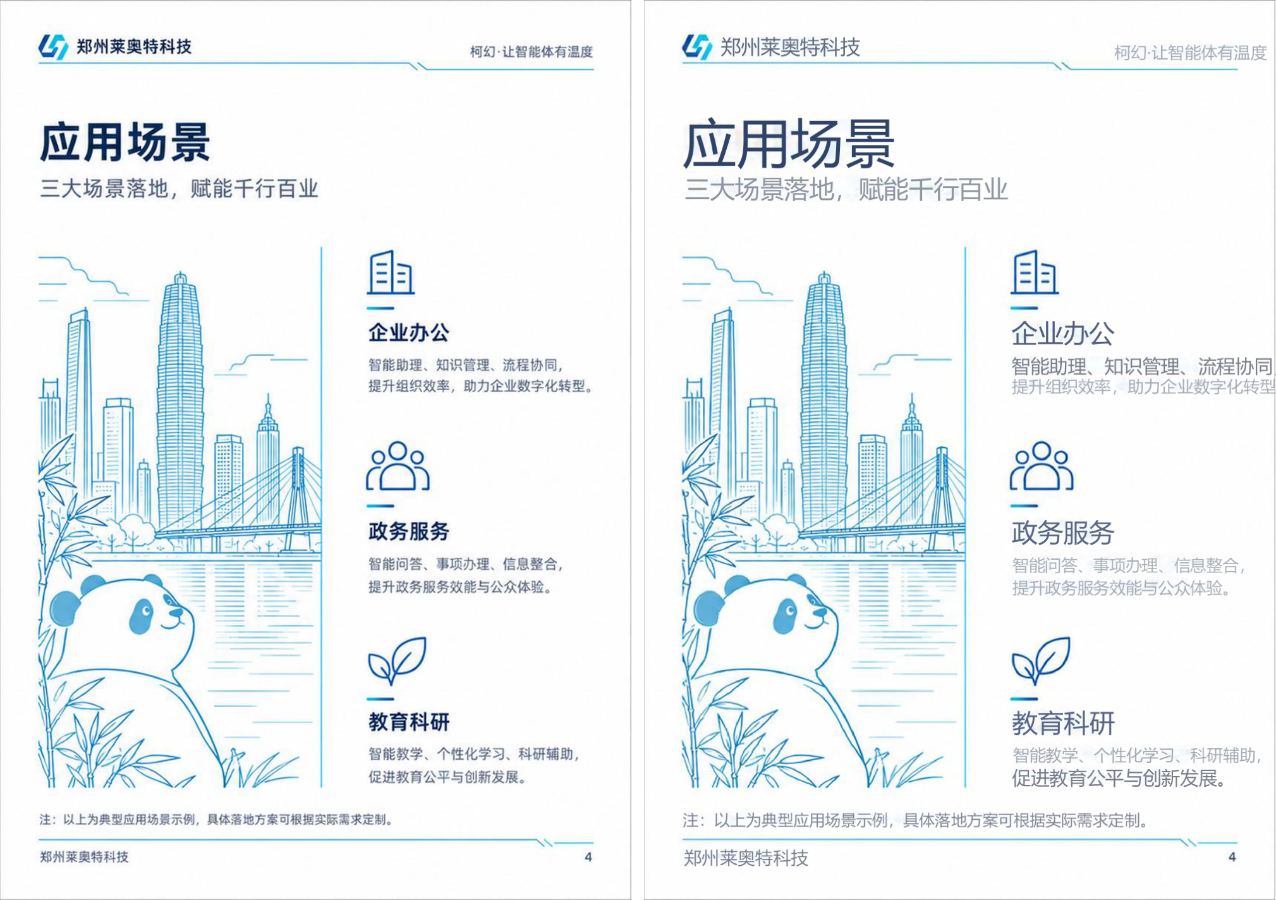 郑州莱奥特科技
柯幻·让智能体有温度
应用场景
三大场景落地，赋能千行百业
企业办公
智能助理、知识管理、流程协同，
提升组织效率，助力企业数字化转型。
政务服务
智能问答、事项办理、信息整合，
提升政务服务效能与公众体验。
教育科研
智能教学、个性化学习、科研辅助，
促进教育公平与创新发展。
注：以上为典型应用场景示例，具体落地方案可根据实际需求定制。
郑州莱奥特科技
4
郑州莱奥特科技
柯幻·让智能体有温度
应用场景
三大场景落地，赋能千行百业
企业办公
智能助理、知识管理、流程协同
提升组织效率，助力企业数字化转型
政务服务
智能问答、事项办理、信息整合，
提升政务服务效能与公众体验。
教育科研
智能教学、个性化学习、科研辅助，
促进教育公平与创新发展。
注：以上为典型应用场景示例，具体落地方案可根据实际需求定制。
郑州莱奥特科技
4